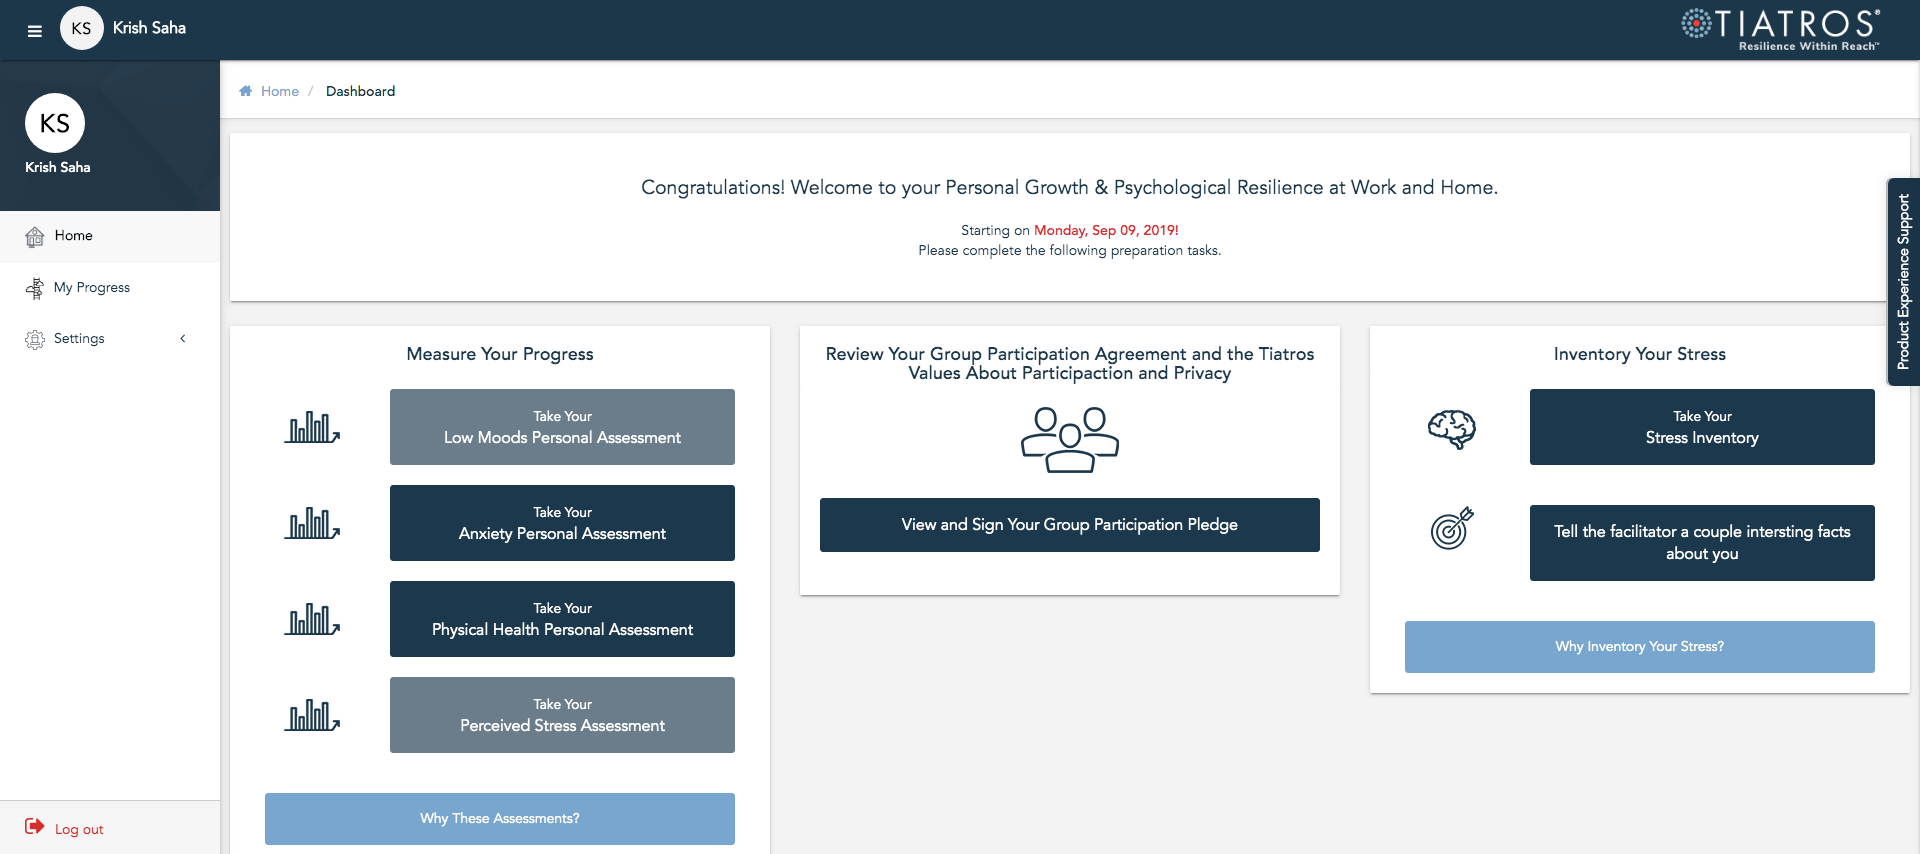 KS
Krish Saha
TIATROS®
Resilience Within Reach™
KS
Krish Saha
Home
My Progress
Settings
Log out
Home / Dashboard
Congratulations! Welcome to your Personal Growth & Psychological Resilience at Work and Home.
Starting on Monday, Sep 09, 2019!
Please complete the following preparation tasks.
Measure Your Progress
Take Your
Low Moods Personal Assessment
Take Your
Anxiety Personal Assessment
Take Your
Physical Health Personal Assessment
Take Your
Perceived Stress Assessment
Why These Assessments?
Review Your Group Participation Agreement and the Tiatros
Values About Participaction and Privacy
View and Sign Your Group Participation Pledge
Inventory Your Stress
Take Your
Stress Inventory
Tell the facilitator a couple intersting facts
about you
Why Inventory Your Stress?
Product Experience Support